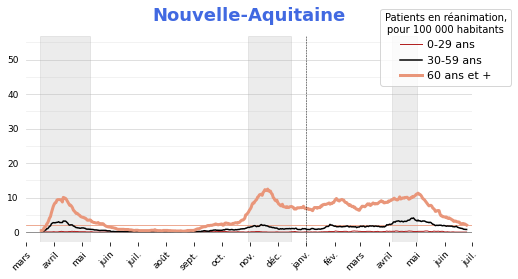 Nouvelle-Aquitaine
Patients en réanimation,
pour 100 000 habitants
0-29 ans
30-59 ans
60 ans et +
50
40
30
20
10
0
mars
avril
mai
juin
juil.
août
sept.
oct.
nov.
déc.
janv.
fév.
mars
avril
mai
juin
juil.